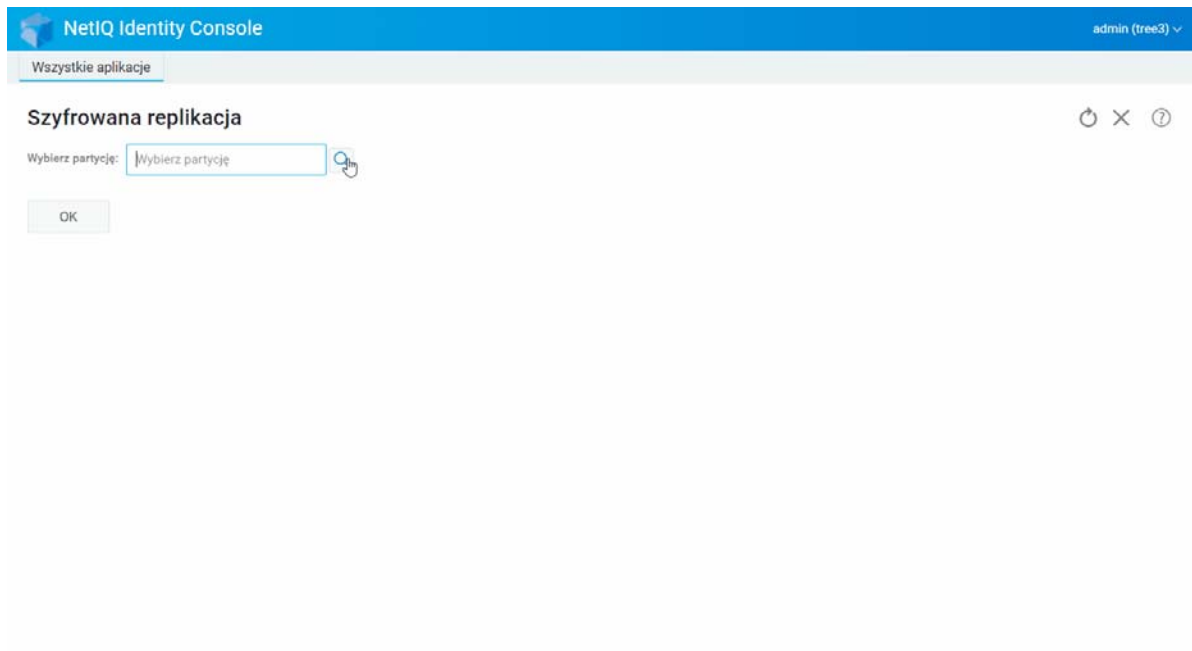 NetIQ Identity Console
admin (tree3)
Wszystkie aplikacje
Szyfrowana replikacja
Wybierz partycję: Wybierz partycję
OK